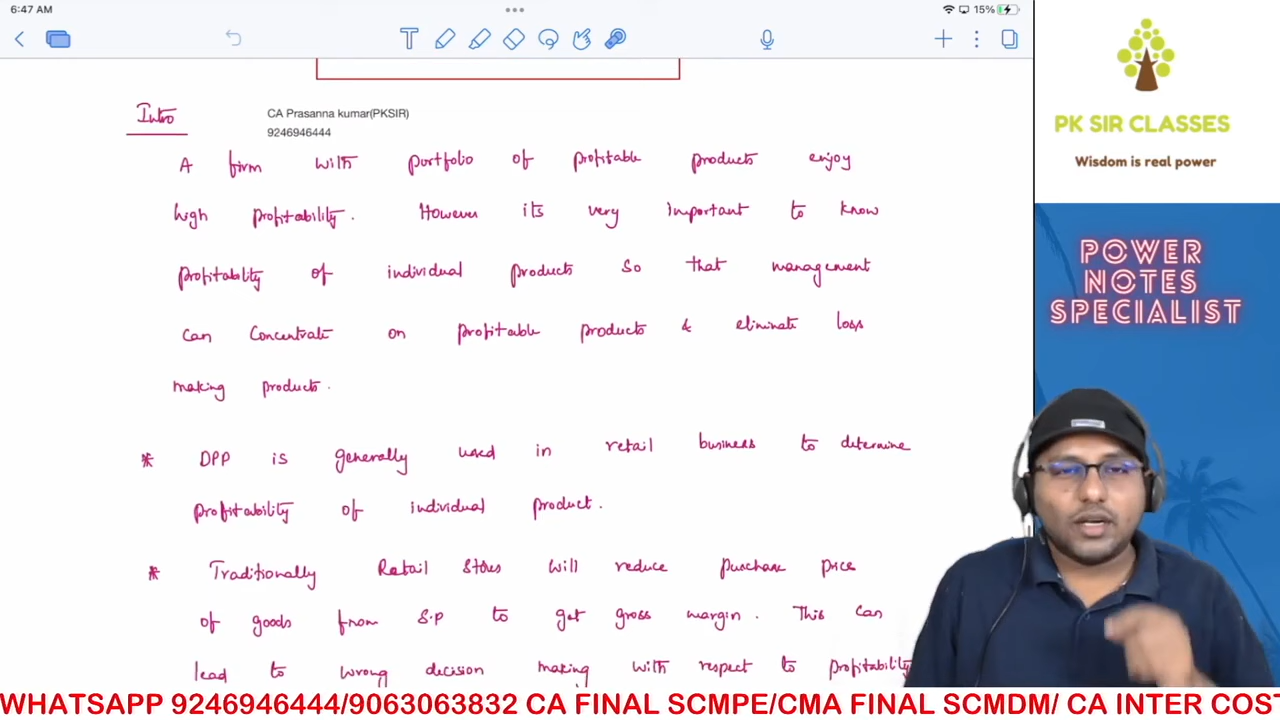 6:47 AM
15%
T
Intro
CA Prasanna kumar(PKSIR)
9246946444
A firm with portfolio of profitable products enjoy
high profitability. However its very important to know
profitability of individual products so that management
can concentrate on profitable products & eliminate loss
making products.
* DPP is generally used in retail business to determine
profitability of individual product.
* Traditionally Retail Stores will reduce purchase price
of goods from S.p to get gross margin. This can
lead to wrong decision making with respect to profitability
PK SIR CLASSES
Wisdom is real power
POWER
NOTES
SPECIALIST
WHATSAPP 9246946444/9063063832 CA FINAL SCMPE/CMA FINAL SCMDM/ CA INTER COST